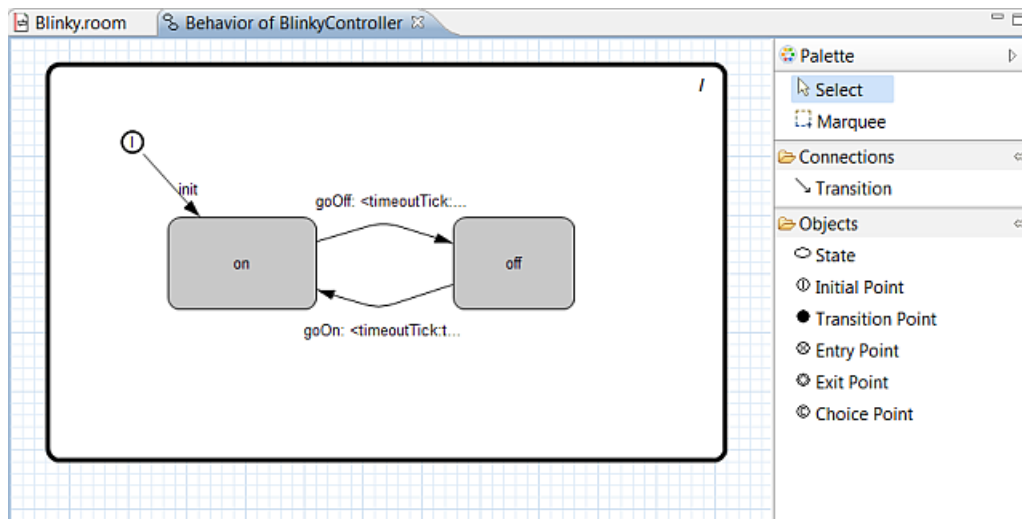 Blinky.room
Behavior of BlinkyController
Palette
Select
Marquee
Connections
Transition
Objects
State
Initial Point
Transition Point
Entry Point
Exit Point
Choice Point
/
I
init
goOff: <timeoutTick:...
on
off
goOn: <timeoutTick:t...